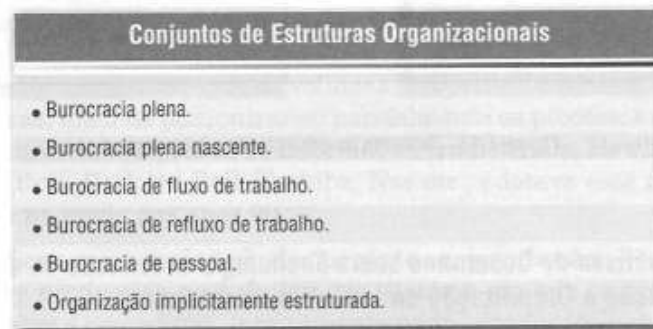 Conjuntos de Estruturas Organizacionais
• Burocracia plena.
• Burocracia plena nascente.
• Burocracia de fluxo de trabalho.
• Burocracia de refluxo de trabalho.
• Burocracia de pessoal.
• Organização implicitamente estruturada.